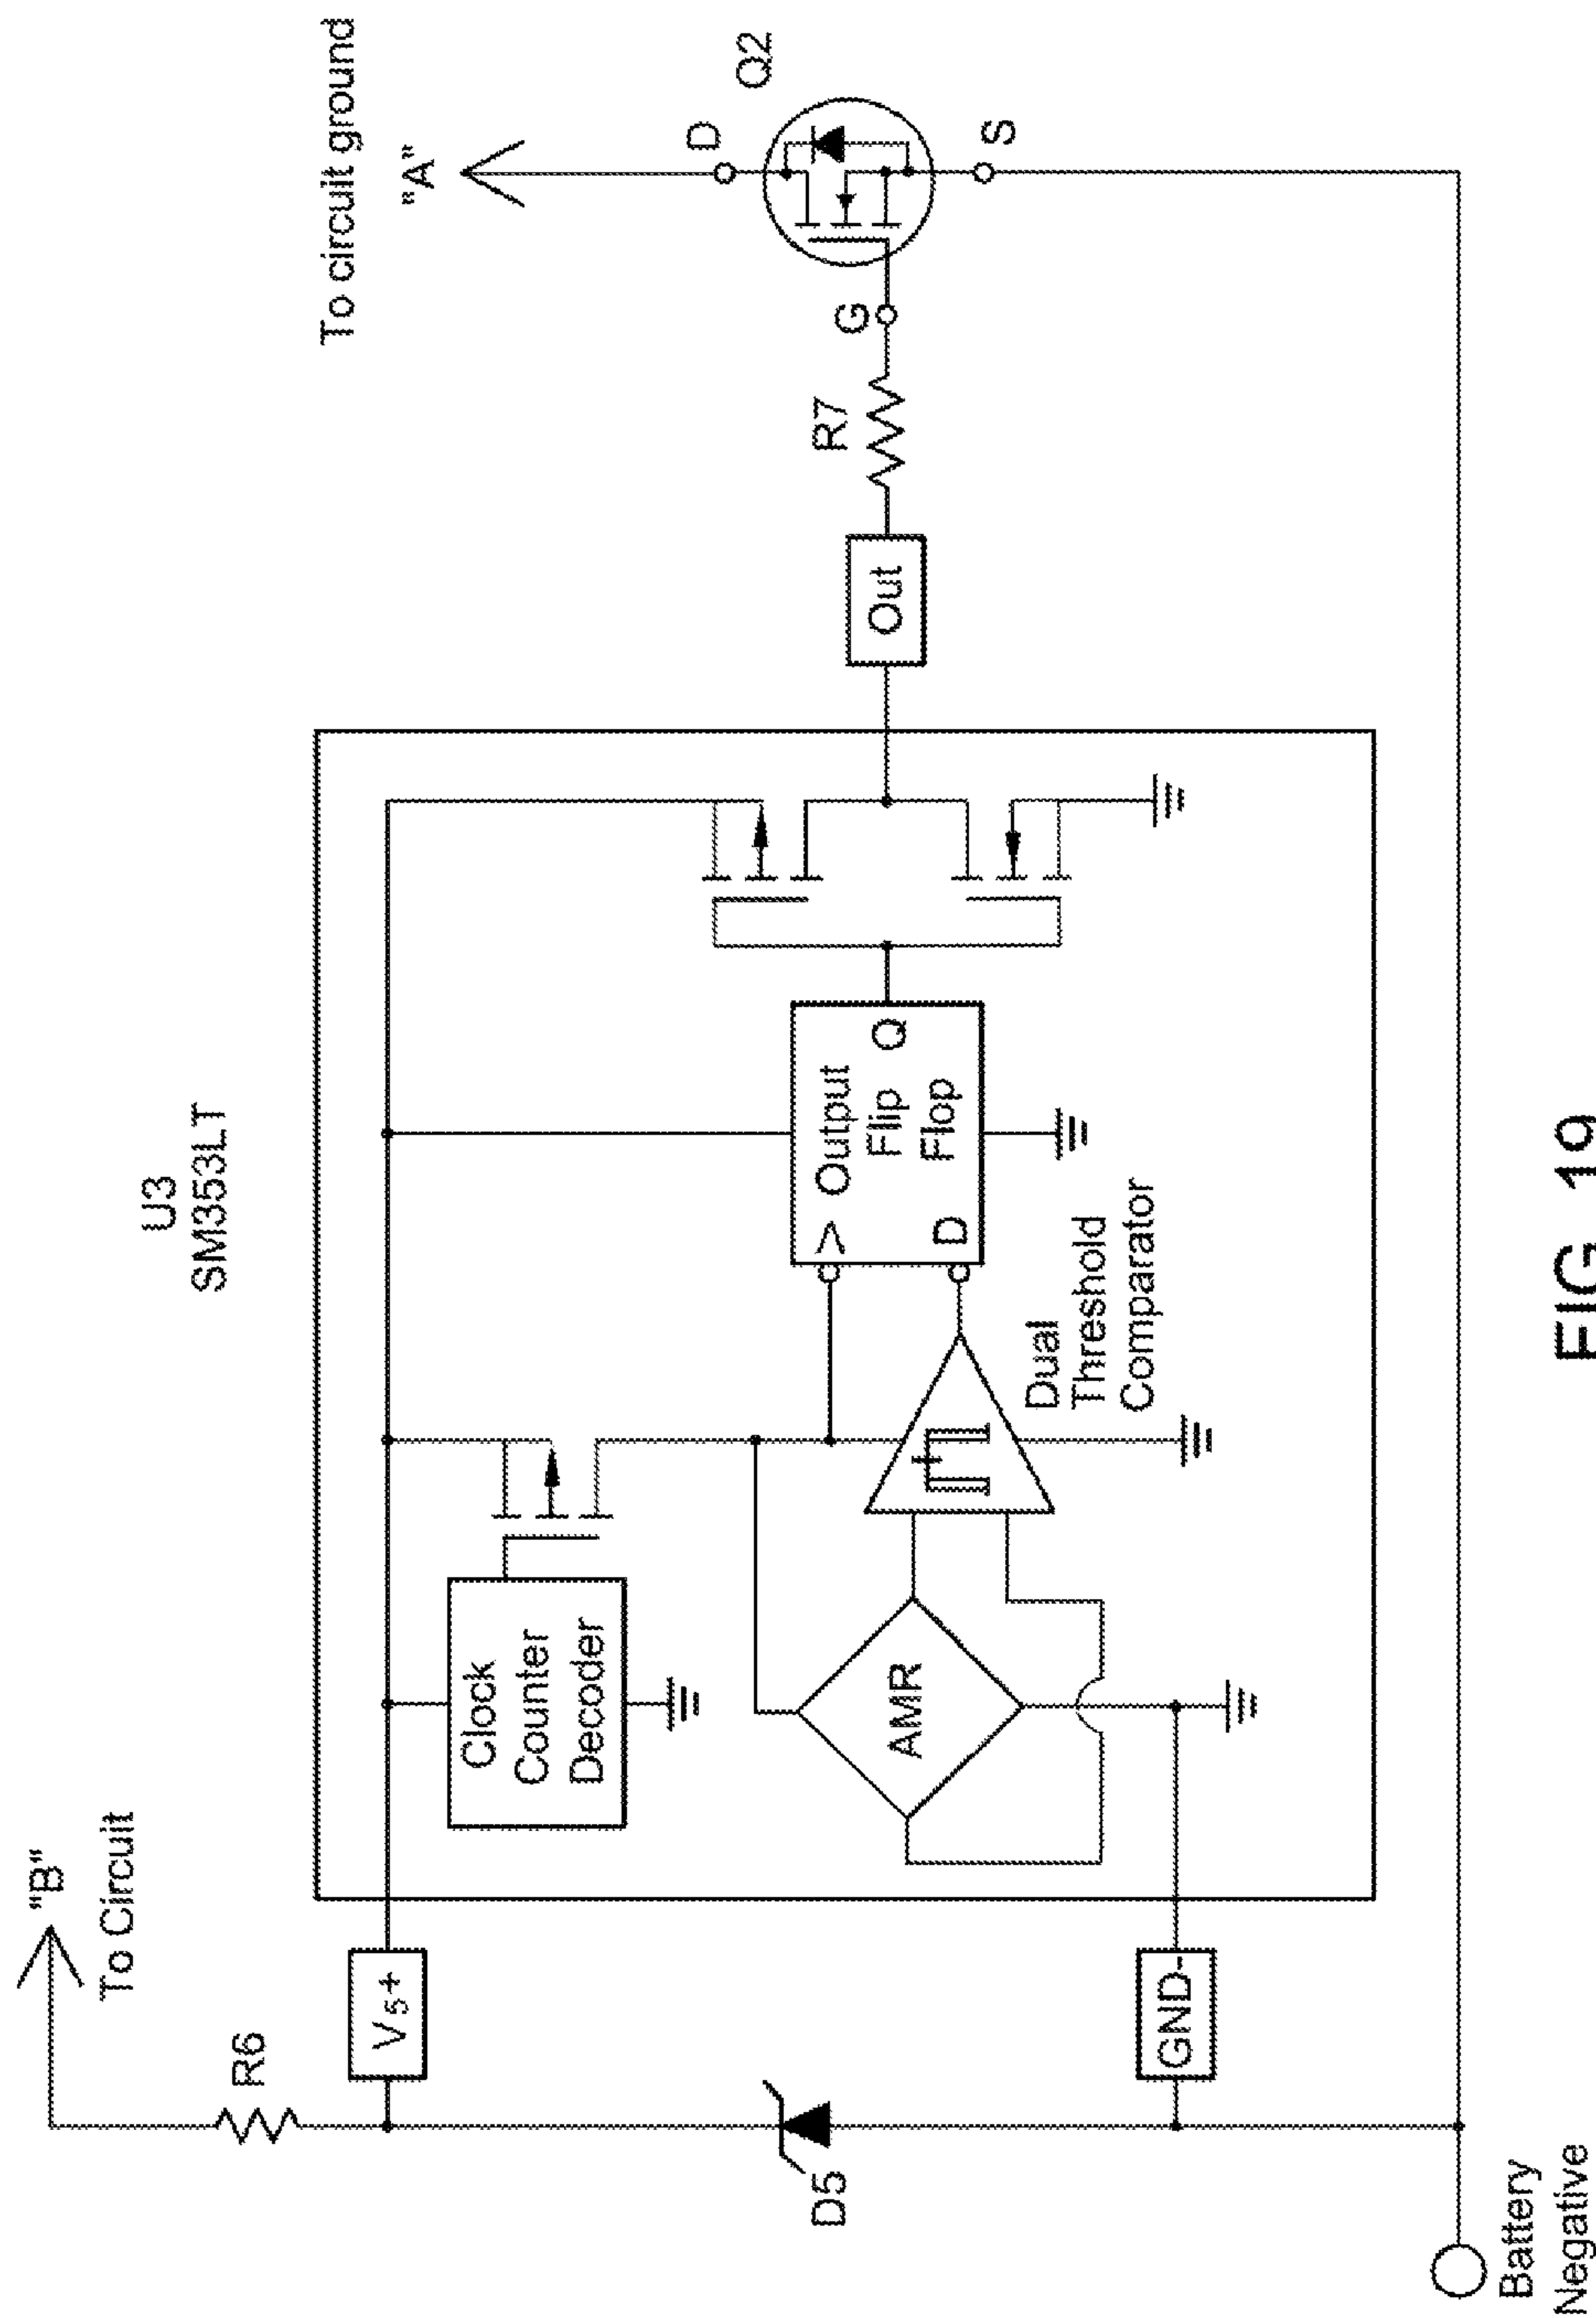 "B"
To Circuit
R6
V5+
D5
GND-
Battery
Negative
U3
SM353LT
Clock
Counter
Decoder
AMR
Dual
Threshold
Comparator
> Output
Flip
Flop
Q
D
Out
R7
G
D
S
Q2
"A"
To circuit ground
FIG. 19